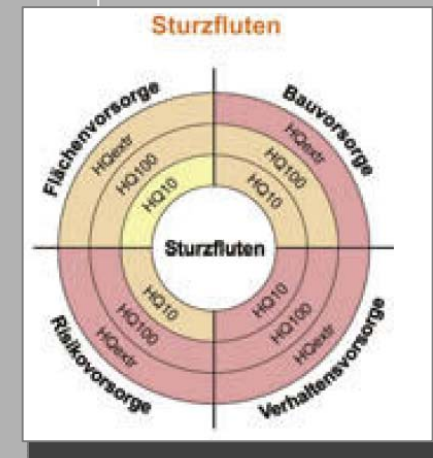 Sturzfluten
Flächenvorsorge
HQextr
HQ100
HQ10
Bauvorsorge
HQextr
HQ100
HQ10
Sturzfluten
Risikovorsorge
HQextr
HQ100
HQ10
Verhaltensvorsorge
HQextr
HQ100
HQ10